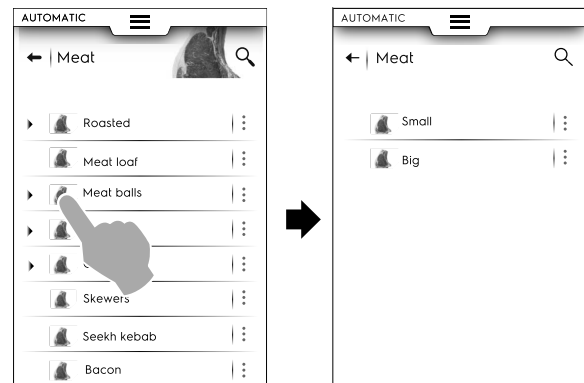 AUTOMATIC
Meat
Roasted
Meat loaf
Meat balls
Skewers
Seekh kebab
Bacon
AUTOMATIC
Meat
Small
Big